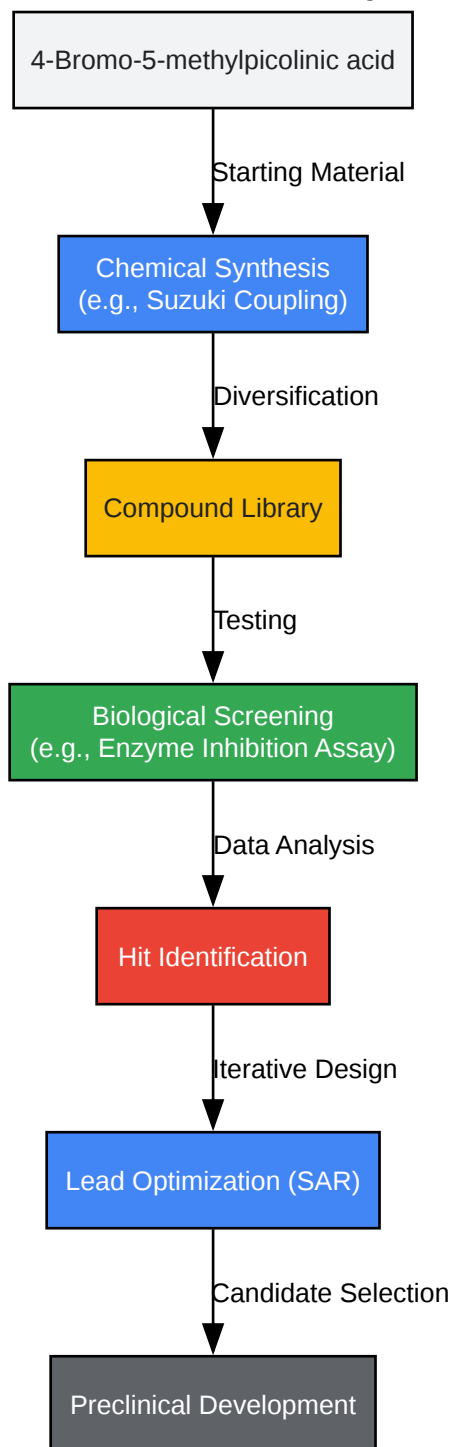 4-Bromo-5-methylpicolinic acid
Starting Material
Chemical Synthesis
(e.g., Suzuki Coupling)
Diversification
Compound Library
Testing
Biological Screening
(e.g., Enzyme Inhibition Assay)
Data Analysis
Hit Identification
Iterative Design
Lead Optimization (SAR)
Candidate Selection
Preclinical Development